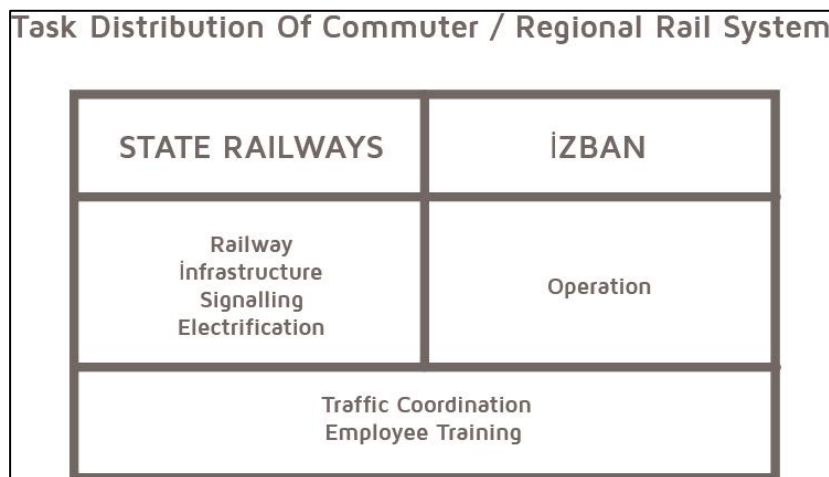 Task Distribution Of Commuter / Regional Rail System
STATE RAILWAYS
İZBAN
Railway
İnfrastructure
Signalling
Electrification
Operation
Traffic Coordination
Employee Training